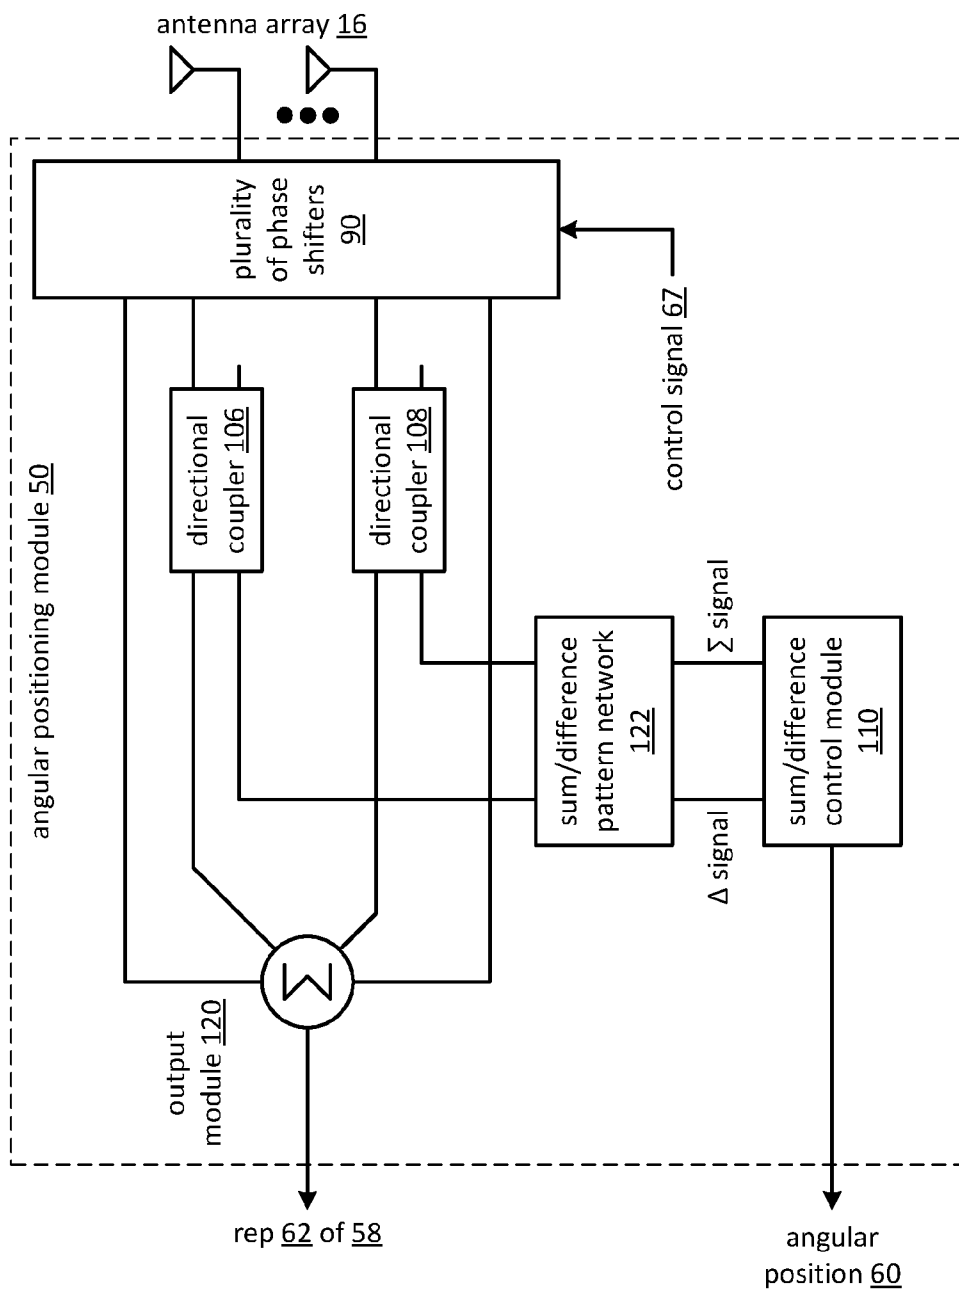 antenna array 16
plurality
of phase
shifters
90
control signal 67
directional
coupler 106
directional
coupler 108
angular positioning module 50
sum/difference
pattern network
122
∑ signal
Δ signal
sum/difference
control module
110
Σ
output
module 120
rep 62 of 58
angular
position 60